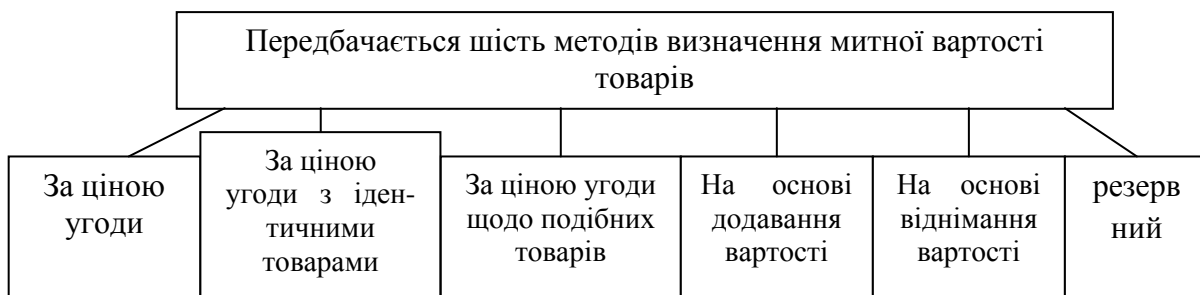 Передбачається шість методів визначення митної вартості
товарів
За ціною
угоди
За ціною
угоди з іден-
тичними
товарами
За ціною угоди
щодо подібних
товарів
На основі
додавання
вартості
На основі
віднімання
вартості
резерв
ний